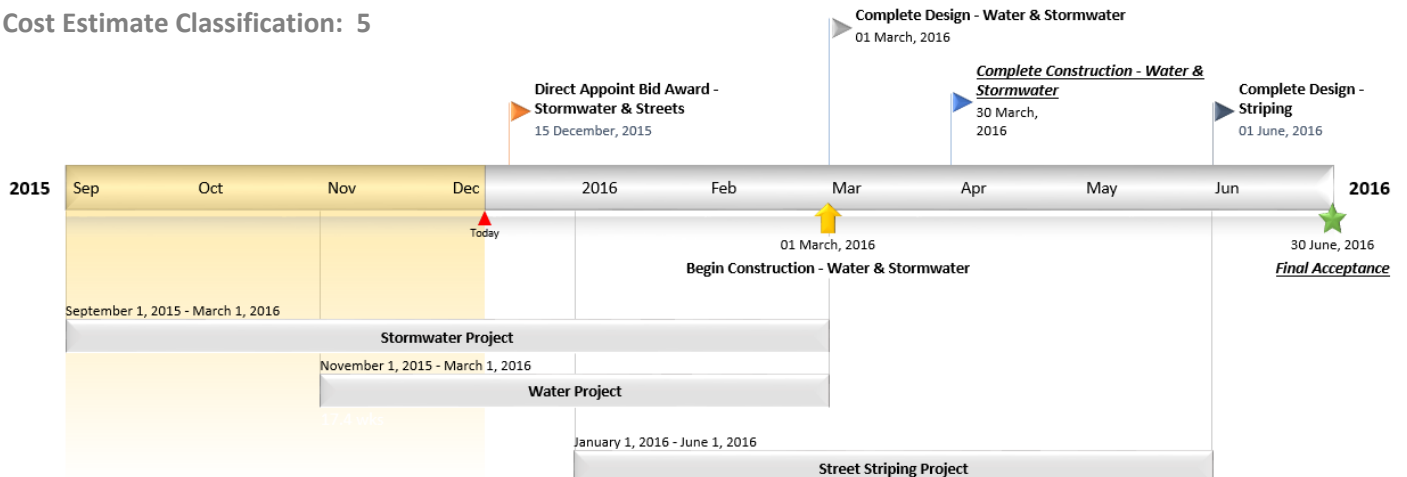 Cost Estimate Classification: 5
Complete Design - Water & Stormwater
01 March, 2016
Direct Appoint Bid Award -
Stormwater & Streets
15 December, 2015
Complete Construction - Water &
Stormwater
30 March,
2016
Complete Design -
Striping
01 June, 2016
2015 Sep Oct Nov Dec 2016 Feb Mar Apr May Jun 2016
Today
01 March, 2016
Begin Construction - Water & Stormwater
30 June, 2016
Final Acceptance
September 1, 2015 - March 1, 2016
Stormwater Project
November 1, 2015 - March 1, 2016
Water Project
January 1, 2016 - June 1, 2016
Street Striping Project